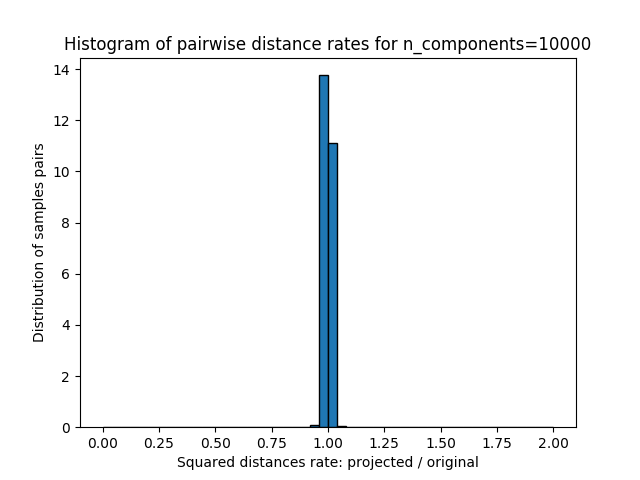 Histogram of pairwise distance rates for n_components=10000
Distribution of samples pairs
14
12
10
8
6
4
2
0
0.00 0.25 0.50 0.75 1.00 1.25 1.50 1.75 2.00
Squared distances rate: projected / original